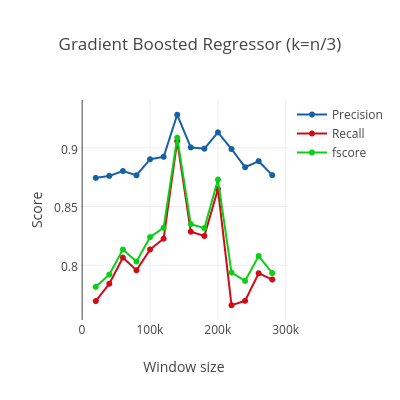 Gradient Boosted Regressor (k=n/3)
Precision
Recall
fscore
0.9
0.85
0.8
Score
0
100k
200k
300k
Window size